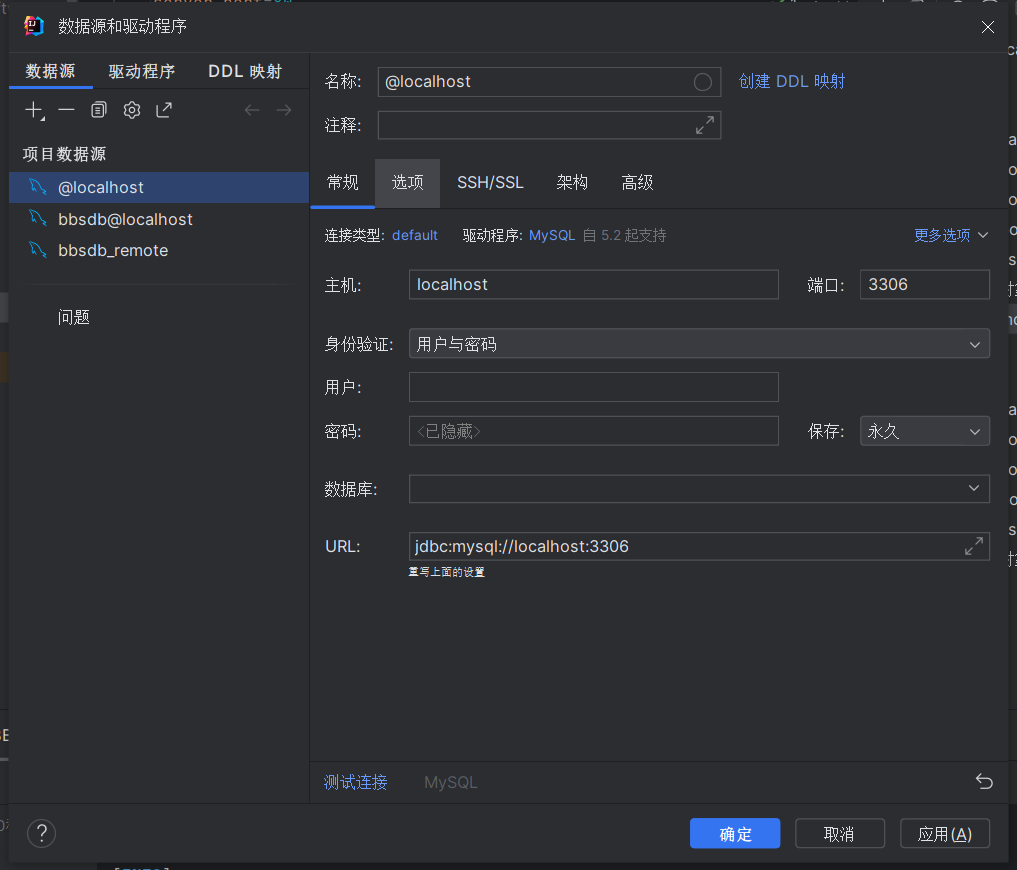 数据源和驱动程序
数据源 驱动程序 DDL 映射
项目数据源
@localhost
bbsdb@localhost
bbsdb_remote
问题
名称: @localhost 创建 DDL 映射
注释:
常规 选项 SSH/SSL 架构 高级
连接类型: default 驱动程序: MySQL 自 5.2 起支持 更多选项
主机: localhost 端口: 3306
身份验证: 用户与密码
用户:
密码: <已隐藏> 保存: 永久
数据库:
URL: jdbc:mysql://localhost:3306
重写上面的设置
测试连接 MySQL
? 确定 取消 应用(A)